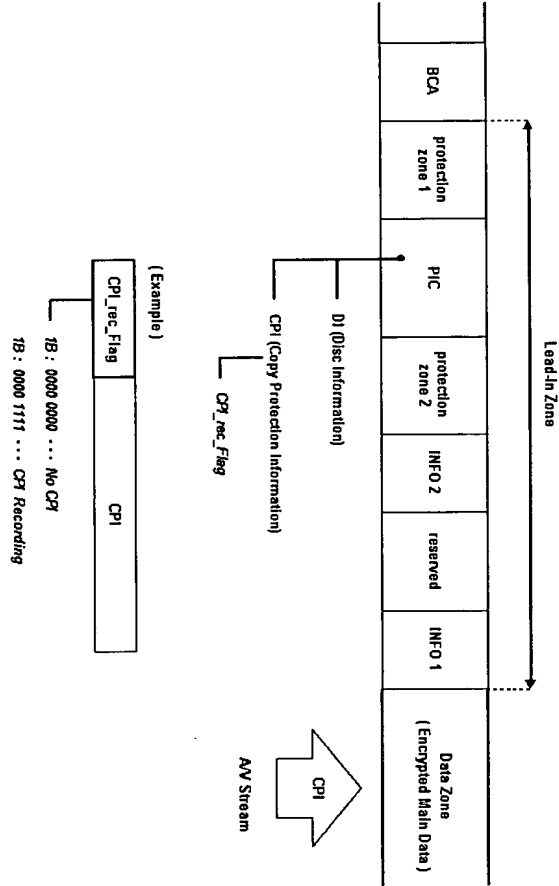 Lead-In Zone
BCA
protection
zone 1
PIC
protection
zone 2
INFO 2
reserved
INFO 1
Data Zone
( Encrypted Main Data )
DI (Disc Information)
CPI (Copy Protection Information)
CPI_rec_Flag
CPI
A/V Stream
( Example )
CPI_rec_Flag
CPI
1B : 0000 0000 ··· No CPI
1B : 0000 1111 ··· CPI Recording